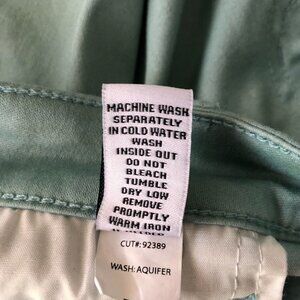 MACHINE WASH
SEPARATELY
IN COLD WATER
WASH
INSIDE OUT
DO NOT
BLEACH
TUMBLE
DRY LOW
REMOVE
PROMPTLY
WARM IRON
CUT#: 92389
WASH: AQUIFER